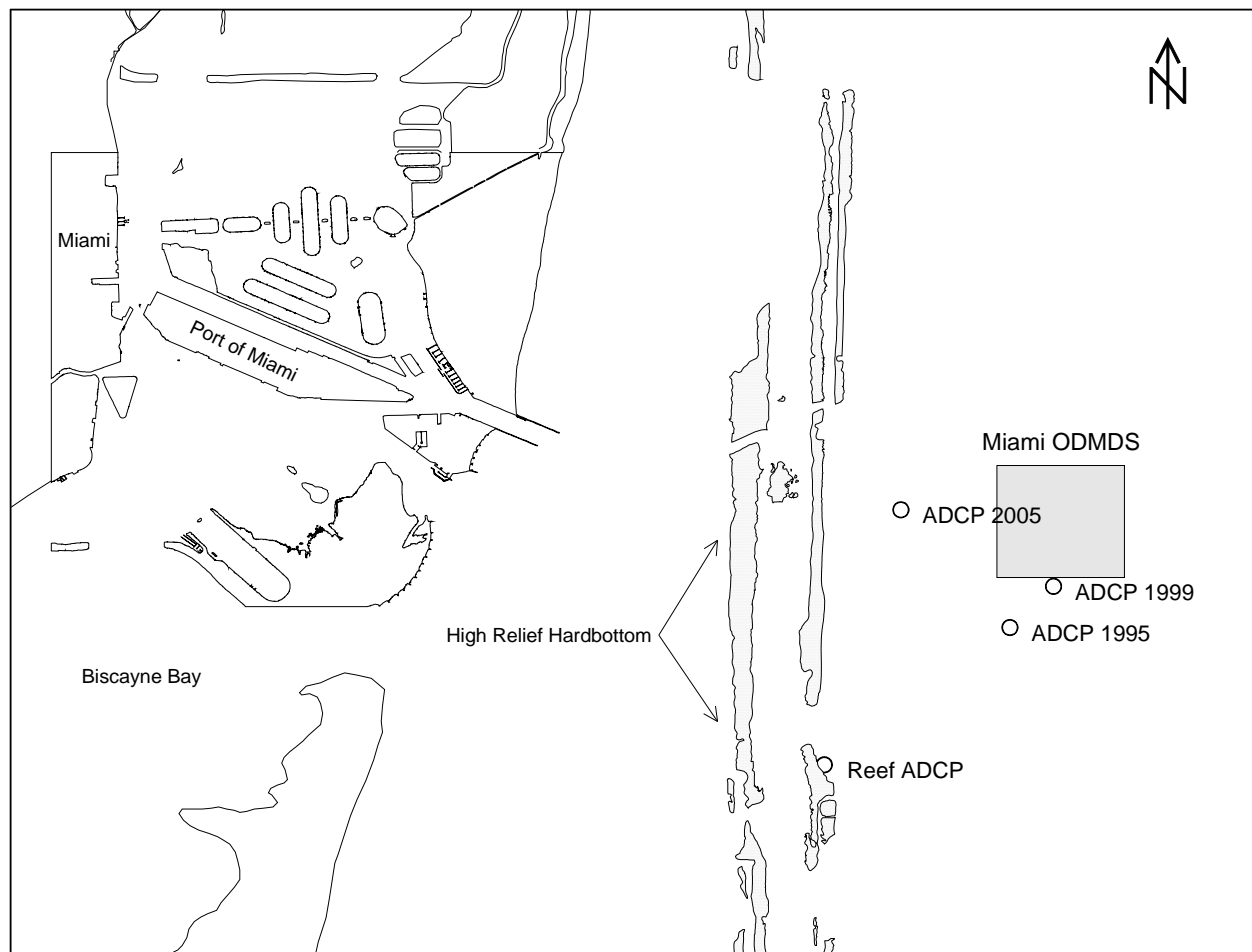 N
Miami
Port of Miami
Miami ODMDS
ADCP 2005
ADCP 1999
ADCP 1995
High Relief Hardbottom
Biscayne Bay
Reef ADCP